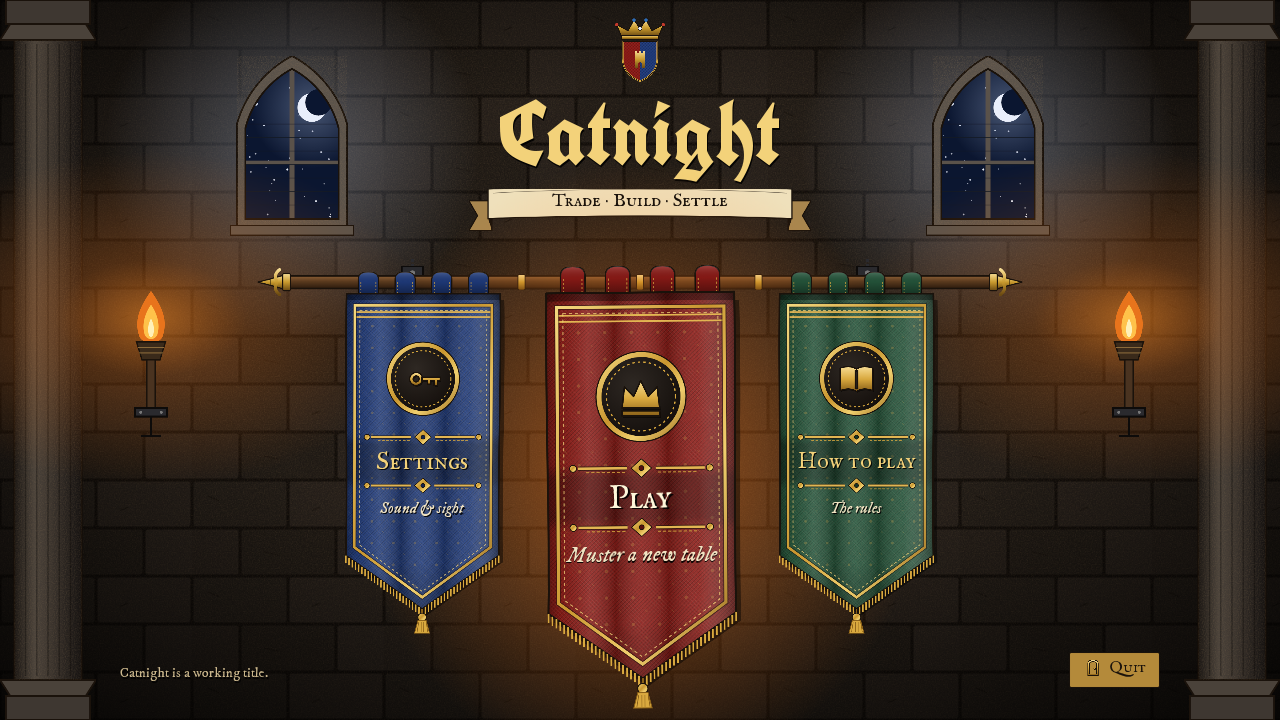 Catnight
Trade · Build · Settle
Settings
Sound & sight
Play
Muster a new table
How to play
The rules
Catnight is a working title.
Quit